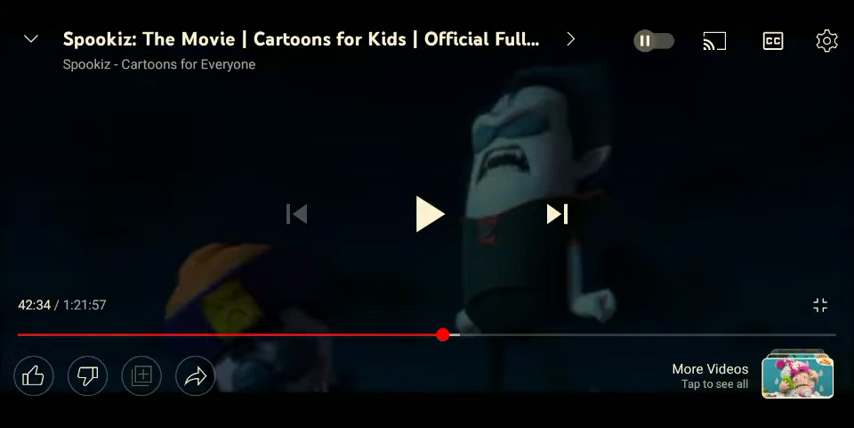 Spookiz: The Movie | Cartoons for Kids | Official Full...
Spookiz - Cartoons for Everyone
CC
42:34 / 1:21:57
More Videos
Tap to see all